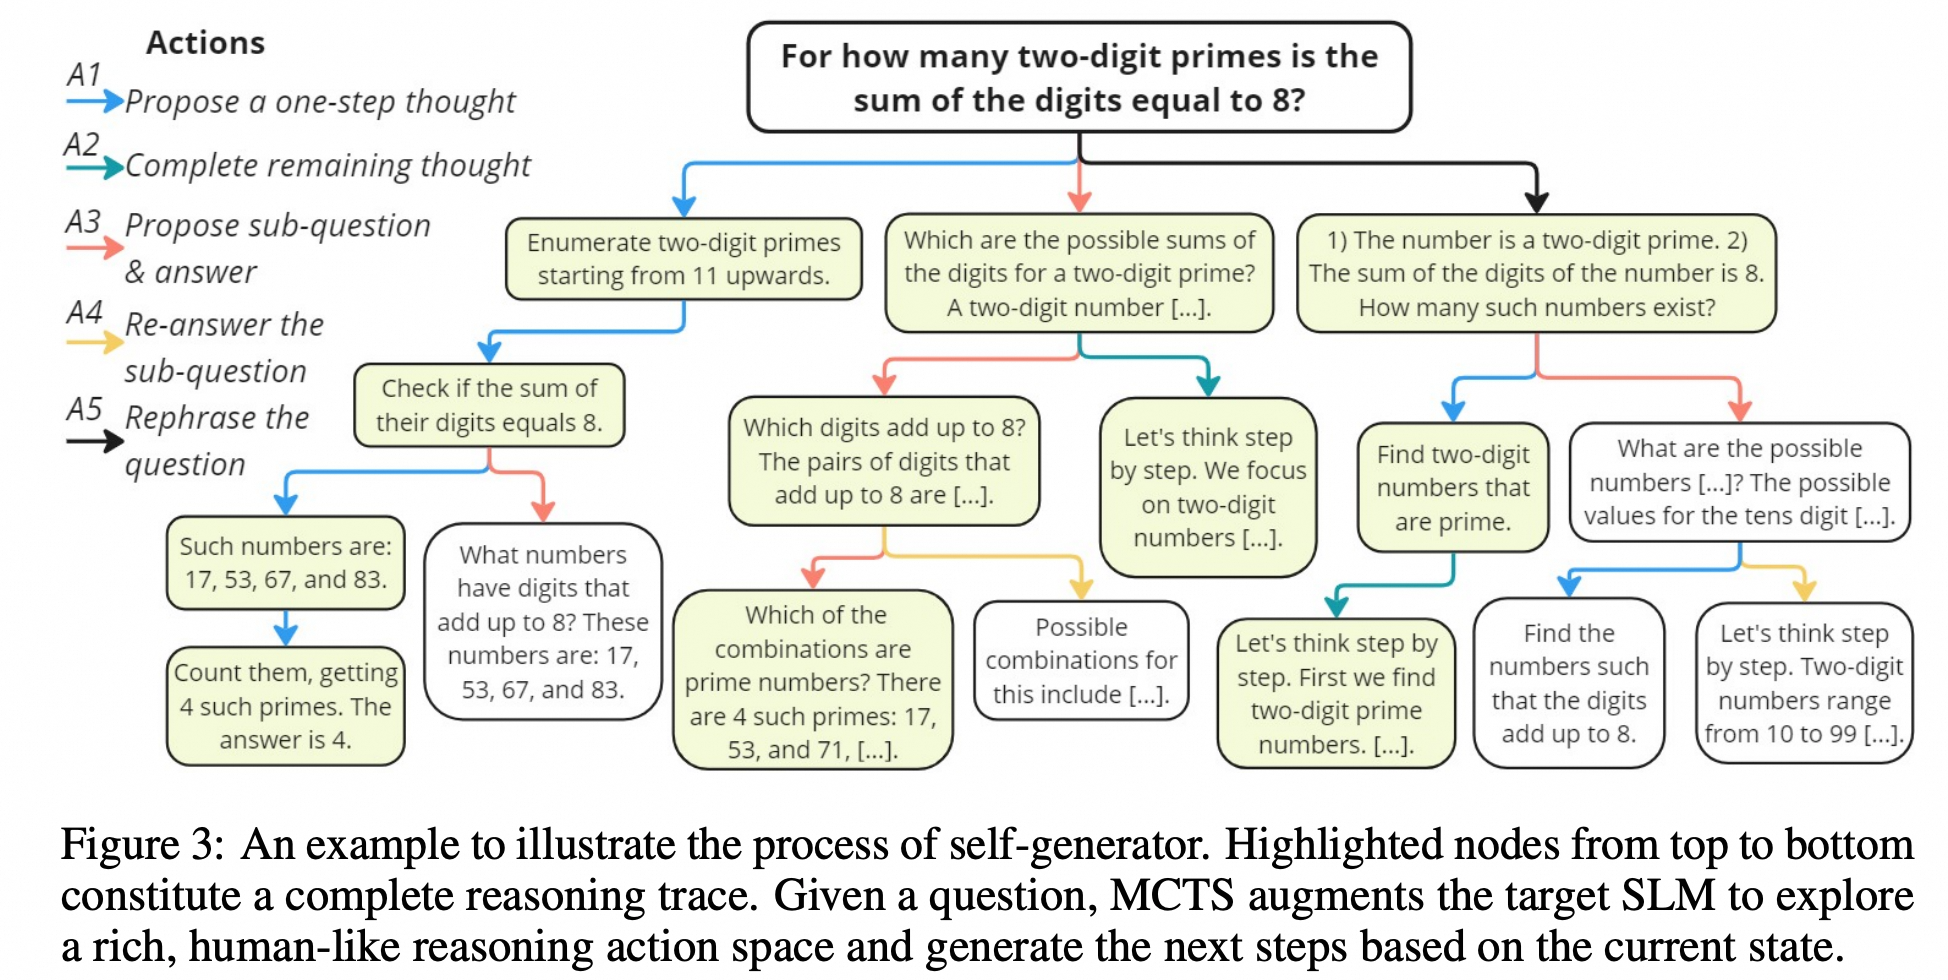 Actions
A1
Propose a one-step thought
A2
Complete remaining thought
A3
Propose sub-question
& answer
A4
Re-answer the
sub-question
A5
Rephrase the
question
For how many two-digit primes is the
sum of the digits equal to 8?
Enumerate two-digit primes
starting from 11 upwards.
Which are the possible sums of
the digits for a two-digit prime?
A two-digit number [...].
1) The number is a two-digit prime. 2)
The sum of the digits of the number is 8.
How many such numbers exist?
Check if the sum of
their digits equals 8.
Which digits add up to 8?
The pairs of digits that
add up to 8 are [...].
Let's think step
by step. We focus
on two-digit
numbers [...].
Find two-digit
numbers that
are prime.
What are the possible
numbers [...]? The possible
values for the tens digit [...].
Such numbers are:
17, 53, 67, and 83.
What numbers
have digits that
add up to 8? These
numbers are: 17,
53, 67, and 83.
Which of the
combinations are
prime numbers? There
are 4 such primes: 17,
53, and 71, [...].
Possible
combinations for
this include [...].
Let's think step by
step. First we find
two-digit prime
numbers. [...].
Find the
numbers such
that the digits
add up to 8.
Let's think step
by step. Two-digit
numbers range
from 10 to 99 [...].
Count them, getting
4 such primes. The
answer is 4.
Figure 3: An example to illustrate the process of self-generator. Highlighted nodes from top to bottom
constitute a complete reasoning trace. Given a question, MCTS augments the target SLM to explore
a rich, human-like reasoning action space and generate the next steps based on the current state.